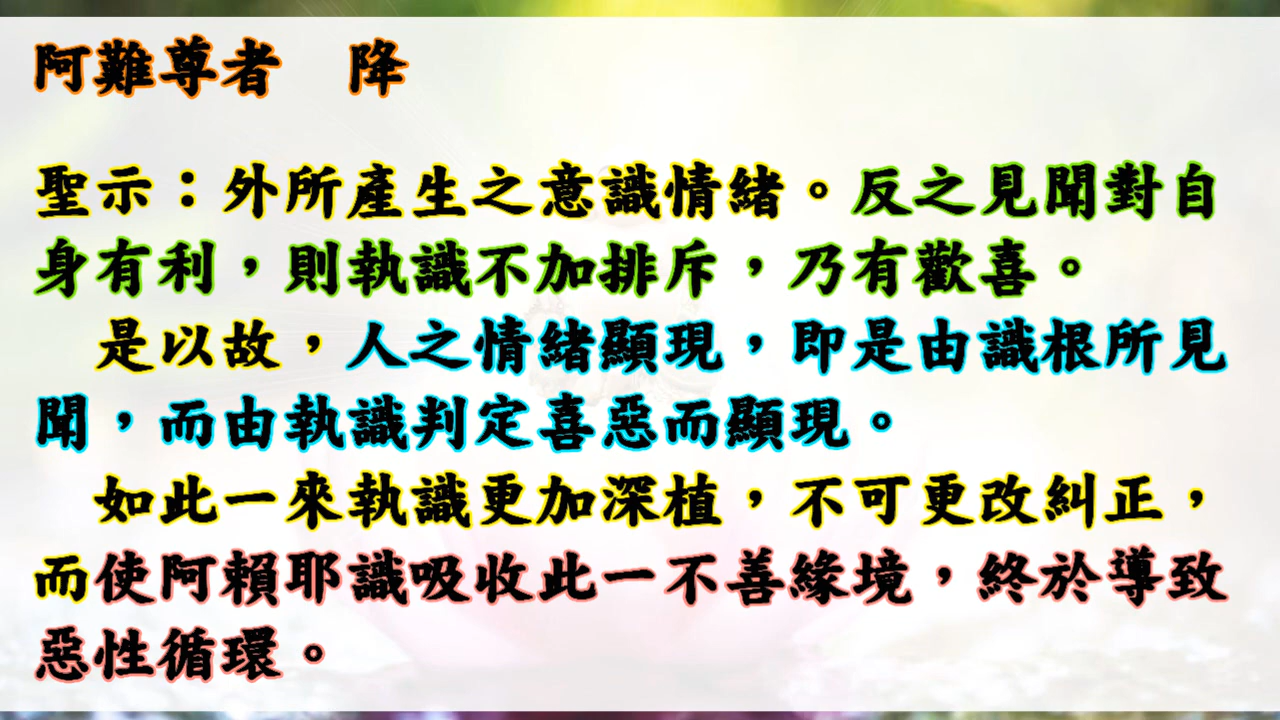 阿難尊者　降
聖示：外所產生之意識情緒。反之見聞對自
身有利，則執識不加排斥，乃有歡喜。
　是以故，人之情緒顯現，即是由識根所見
聞，而由執識判定喜惡而顯現。
　如此一來執識更加深植，不可更改糾正，
而使阿賴耶識吸收此一不善緣境，終於導致
惡性循環。